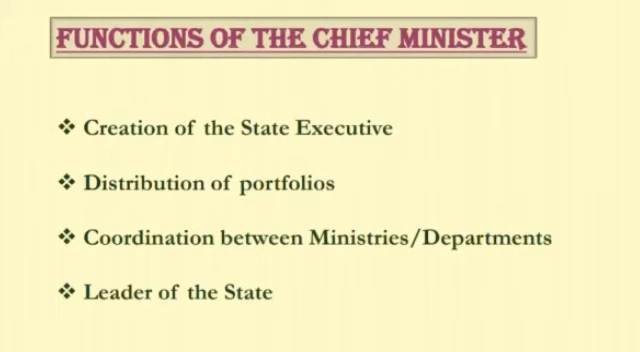 FUNCTIONS OF THE CHIEF MINISTER
❖ Creation of the State Executive
❖ Distribution of portfolios
❖ Coordination between Ministries/Departments
❖ Leader of the State